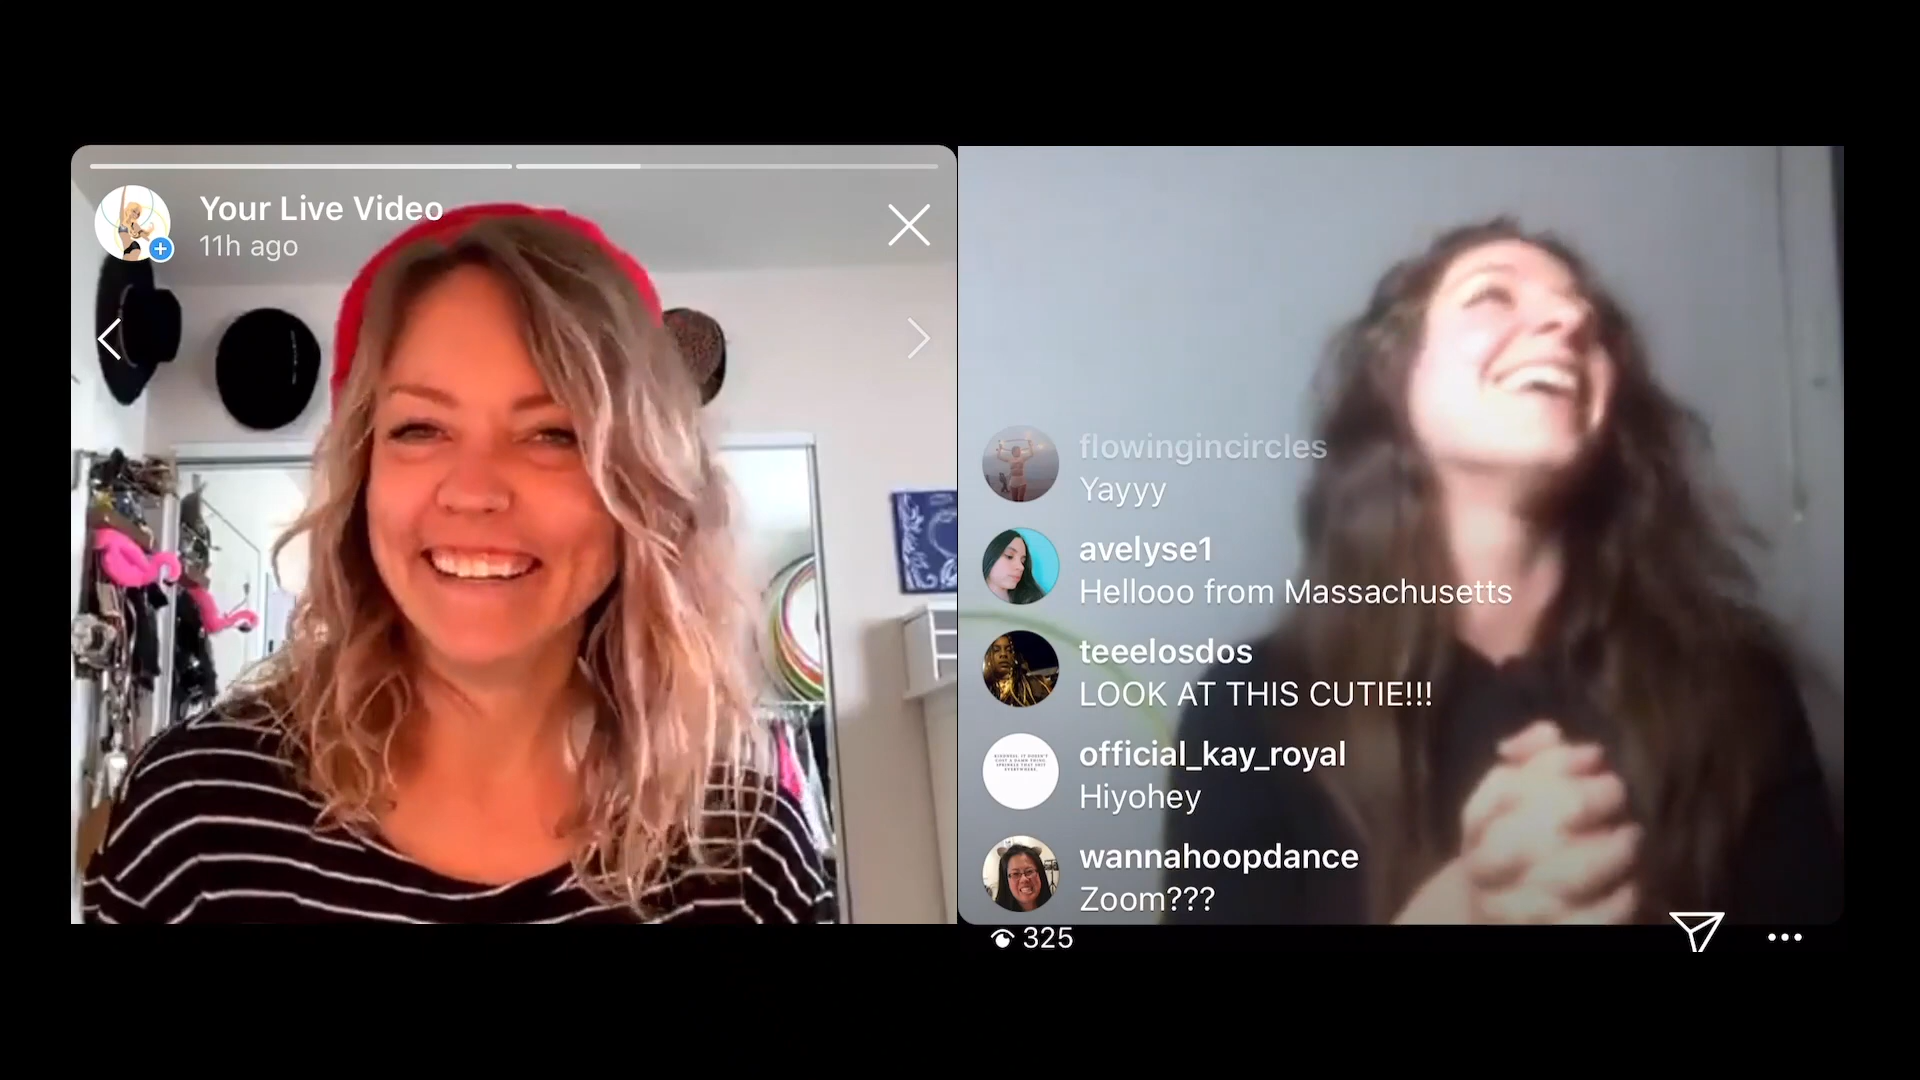 Your Live Video
11h ago
flowingincircles
Yayyy
avelyse1
Hellooo from Massachusetts
teeelosdos
LOOK AT THIS CUTIE!!!
official_kay_royal
Hiyohey
wannahoopdance
Zoom???
325